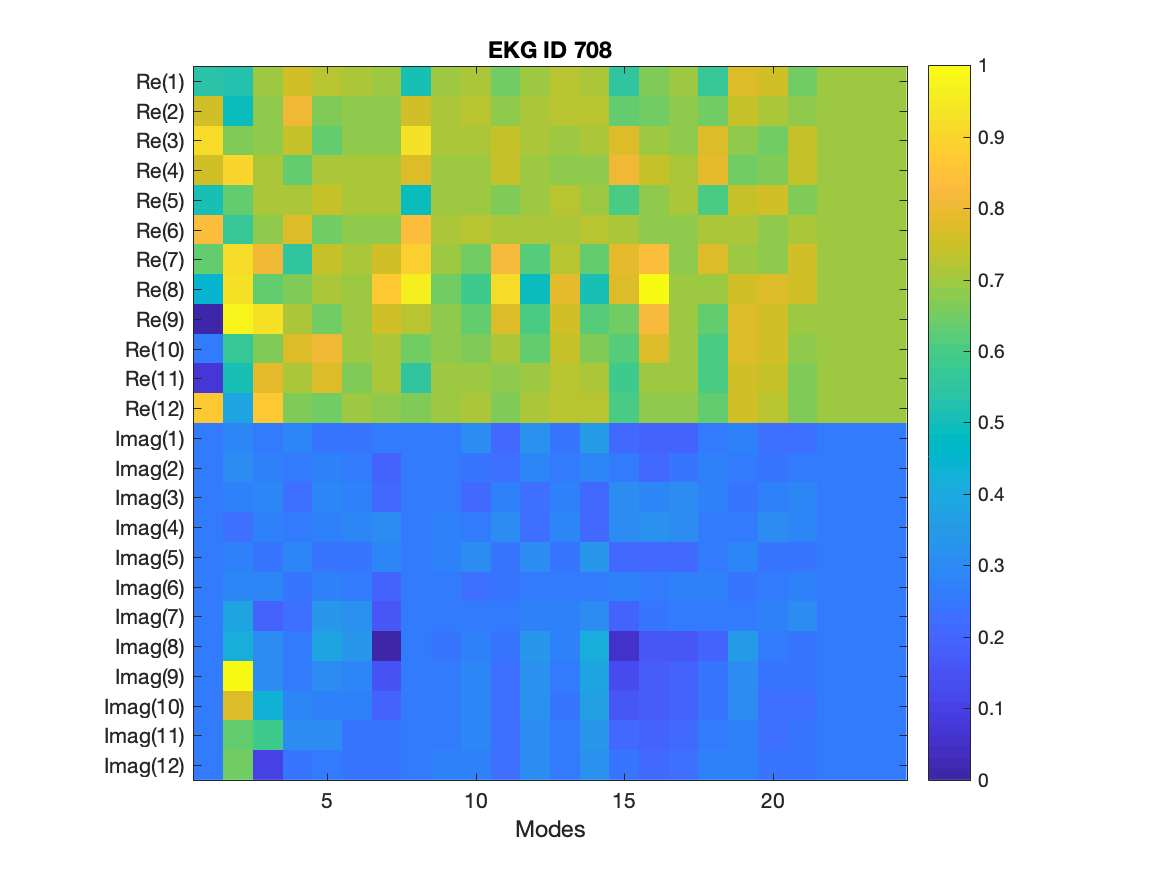 EKG ID 708
Re(1)
Re(2)
Re(3)
Re(4)
Re(5)
Re(6)
Re(7)
Re(8)
Re(9)
Re(10)
Re(11)
Re(12)
Imag(1)
Imag(2)
Imag(3)
Imag(4)
Imag(5)
Imag(6)
Imag(7)
Imag(8)
Imag(9)
Imag(10)
Imag(11)
Imag(12)
5 10 15 20
Modes
1
0.9
0.8
0.7
0.6
0.5
0.4
0.3
0.2
0.1
0